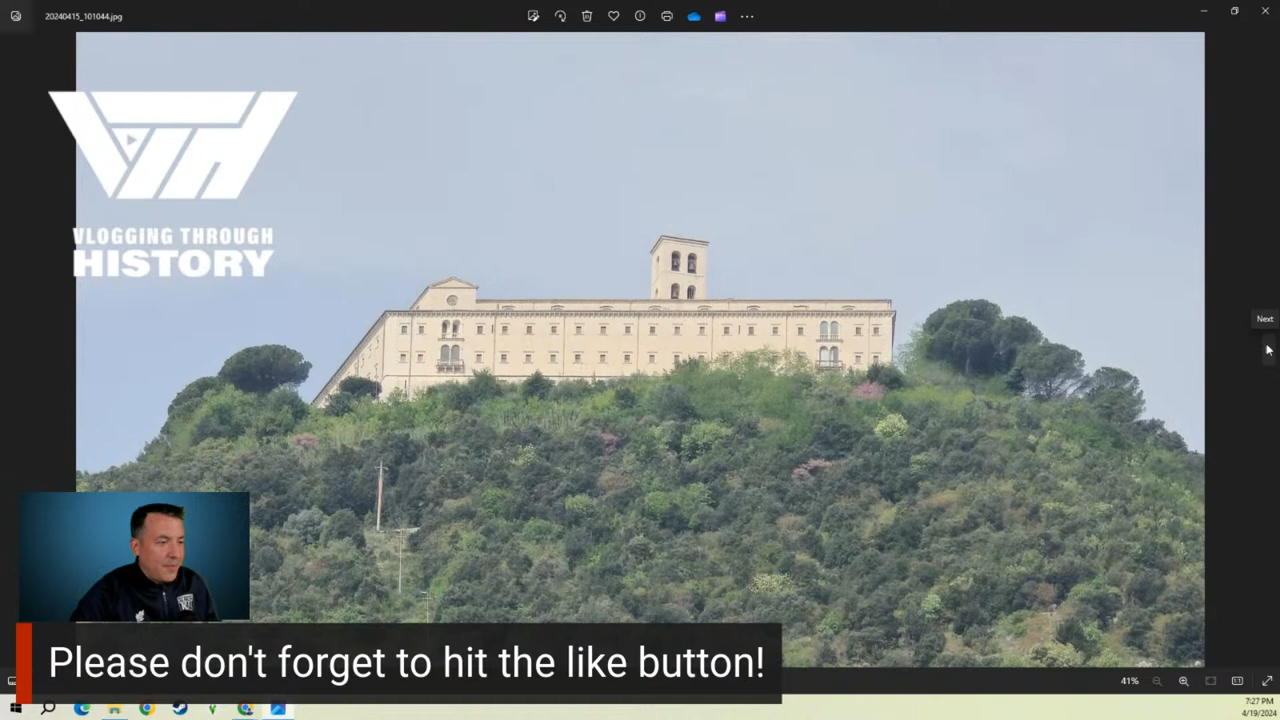 20240415_101044.jpg
VTH
VLOGGING THROUGH
HISTORY
Next
Please don't forget to hit the like button!
41%
7:27 PM
4/19/2024